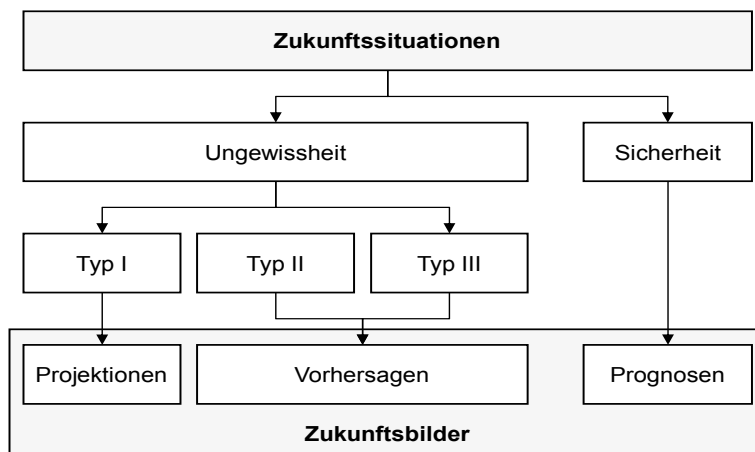 Zukunftssituationen
Ungewissheit
Sicherheit
Typ I
Typ II
Typ III
Projektionen
Vorhersagen
Prognosen
Zukunftsbilder